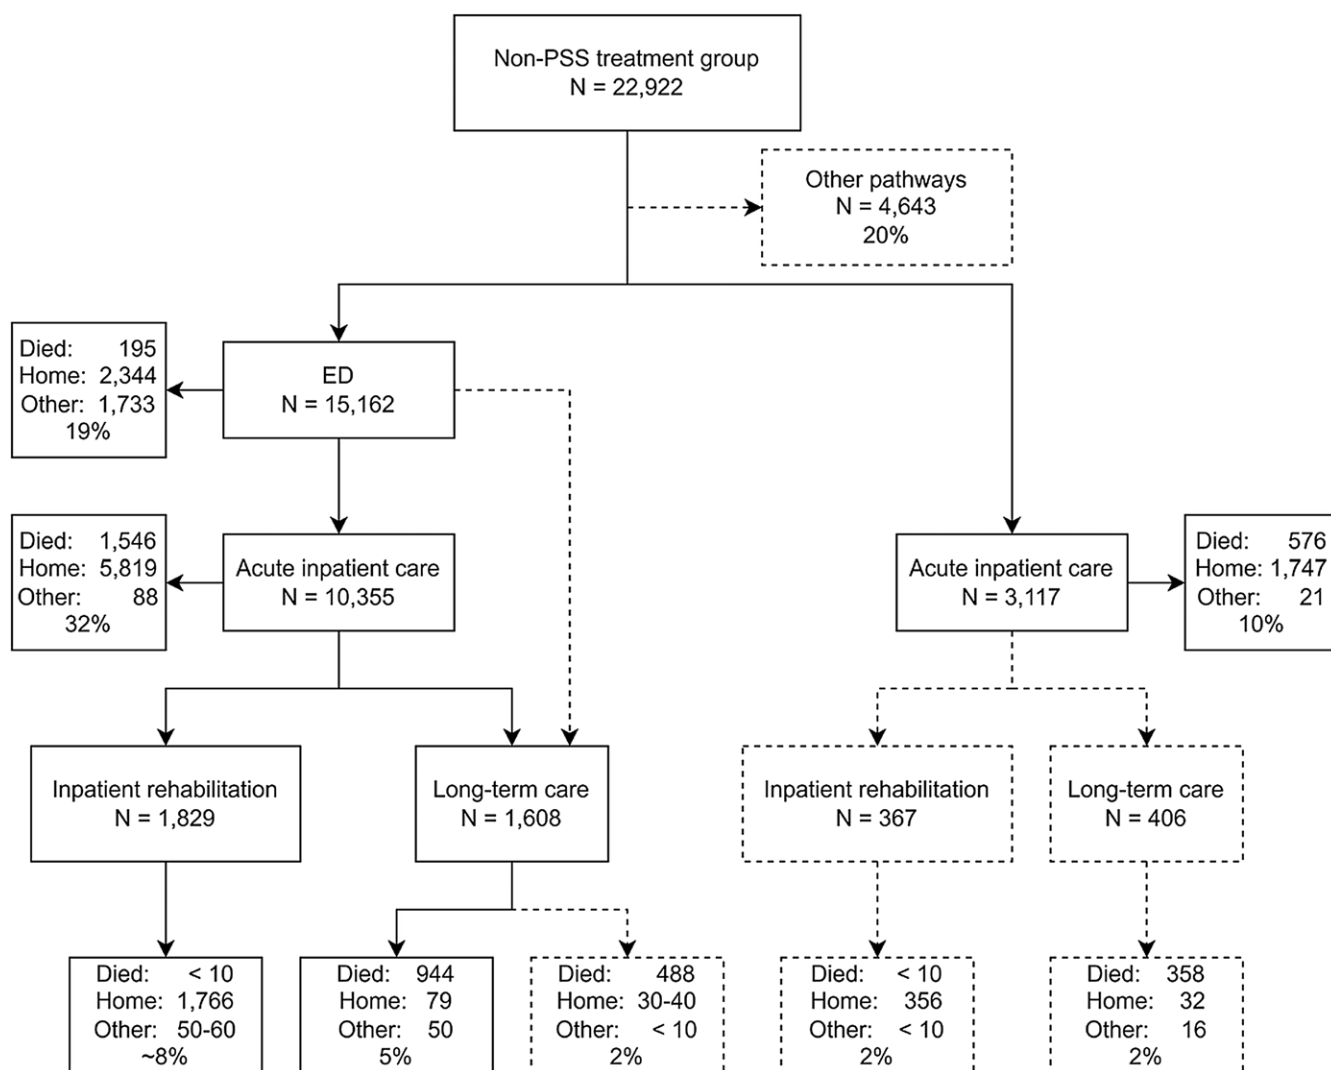 Non-PSS treatment group
N = 22,922
Other pathways
N = 4,643
20%
Died: 195
Home: 2,344
Other: 1,733
19%
ED
N = 15,162
Died: 1,546
Home: 5,819
Other: 88
32%
Acute inpatient care
N = 10,355
Acute inpatient care
N = 3,117
Died: 576
Home: 1,747
Other: 21
10%
Inpatient rehabilitation
N = 1,829
Long-term care
N = 1,608
Inpatient rehabilitation
N = 367
Long-term care
N = 406
Died: < 10
Home: 1,766
Other: 50-60
~8%
Died: 944
Home: 79
Other: 50
5%
Died: 488
Home: 30-40
Other: < 10
2%
Died: < 10
Home: 356
Other: < 10
2%
Died: 358
Home: 32
Other: 16
2%